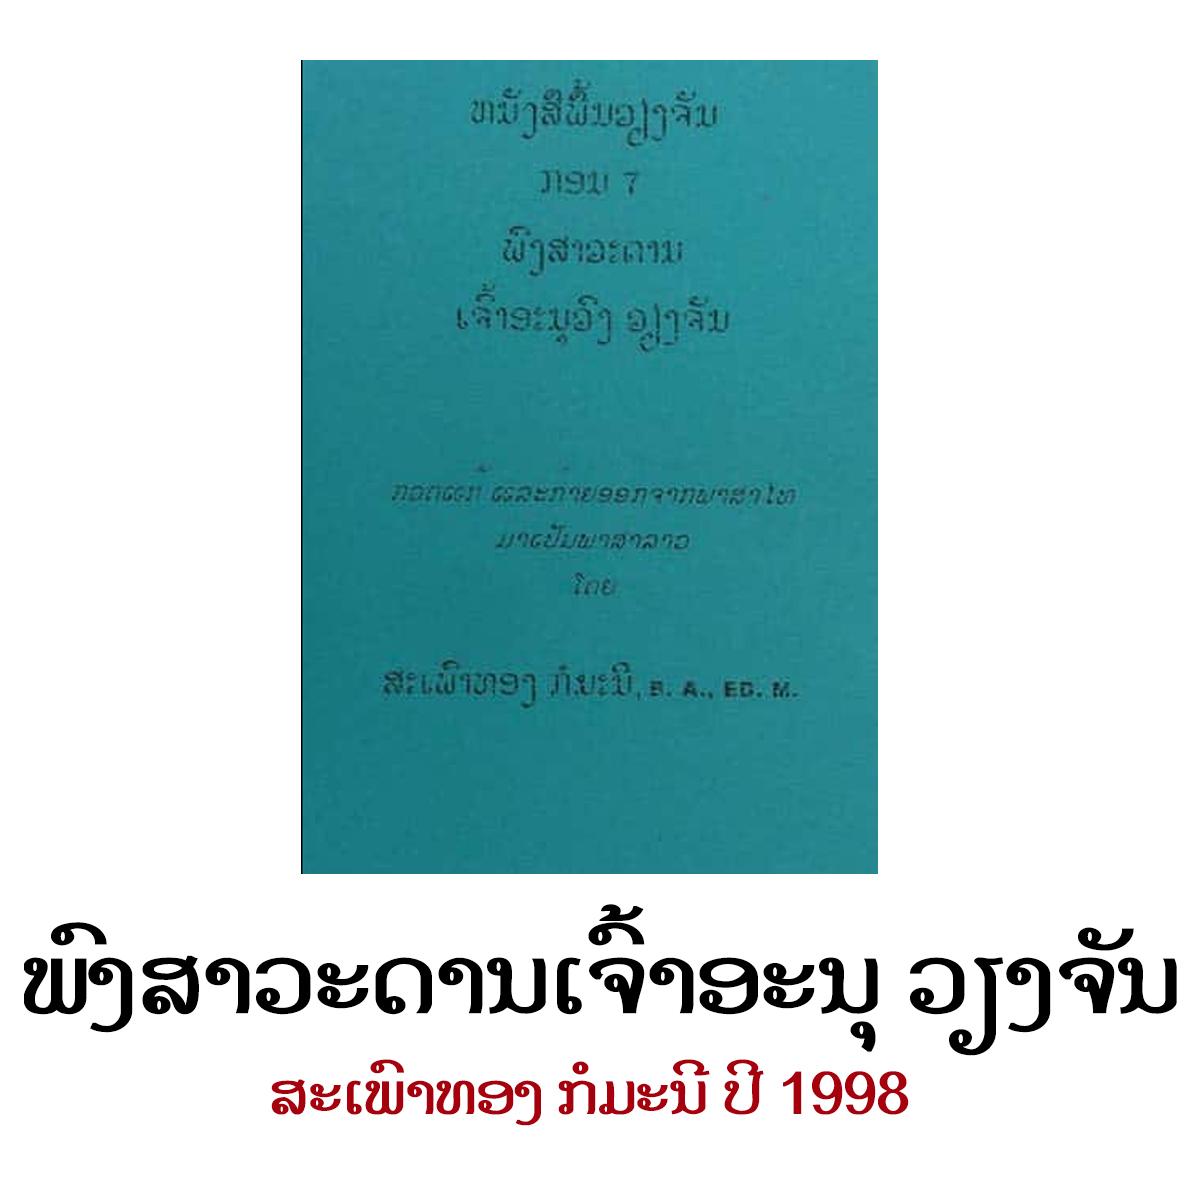 ຫນັງສືພື້ນວຽງຈັນ
ກອນ 7
ພົງສາວະດານ
ເຈົ້າອະນຸວົງ ວຽງຈັນ
ກວດແກ້ ແລະກ່າຍອອກຈາກພາສາໄທ
ມາເປັນພາສາລາວ
ໂດຍ
ສະເພົາທອງ ກໍມະນີ, B. A., ED. M.
ພົງສາວະດານເຈົ້າອະນຸ ວຽງຈັນ
ສະເພົາທອງ ກໍມະນີ ປີ 1998